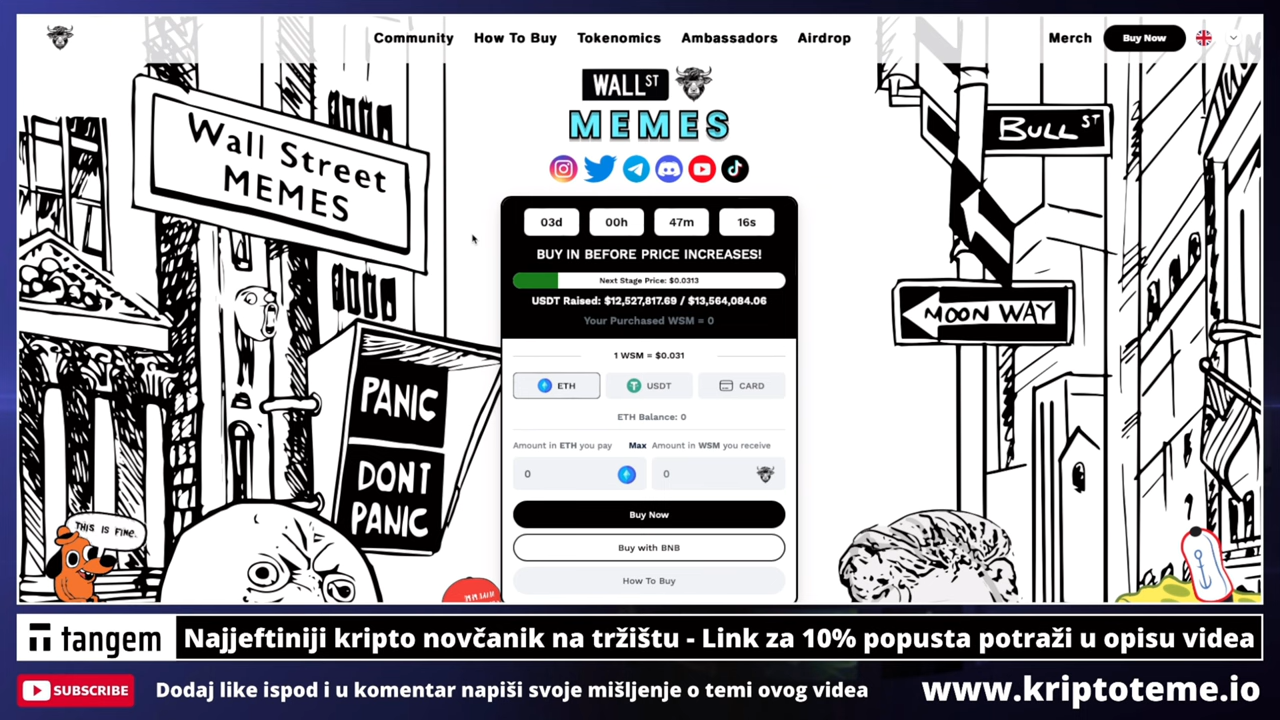 Community How To Buy Tokenomics Ambassadors Airdrop Merch Buy Now
WALL ST
MEMES
Wall Street
MEMES
BULL ST
MOON WAY
PANIC
DONT
PANIC
THIS IS FINE.
03d 00h 47m 16s
BUY IN BEFORE PRICE INCREASES!
Next Stage Price: $0.0313
USDT Raised: $12,527,817.69 / $13,564,084.06
Your Purchased WSM = 0
1 WSM = $0.031
ETH USDT CARD
ETH Balance: 0
Amount in ETH you pay Max Amount in WSM you receive
0 0
Buy Now
Buy with BNB
How To Buy
tangem Najjeftiniji kripto novčanik na tržištu - Link za 10% popusta potraži u opisu videa
SUBSCRIBE Dodaj like ispod i u komentar napiši svoje mišljenje o temi ovog videa www.kriptoteme.io